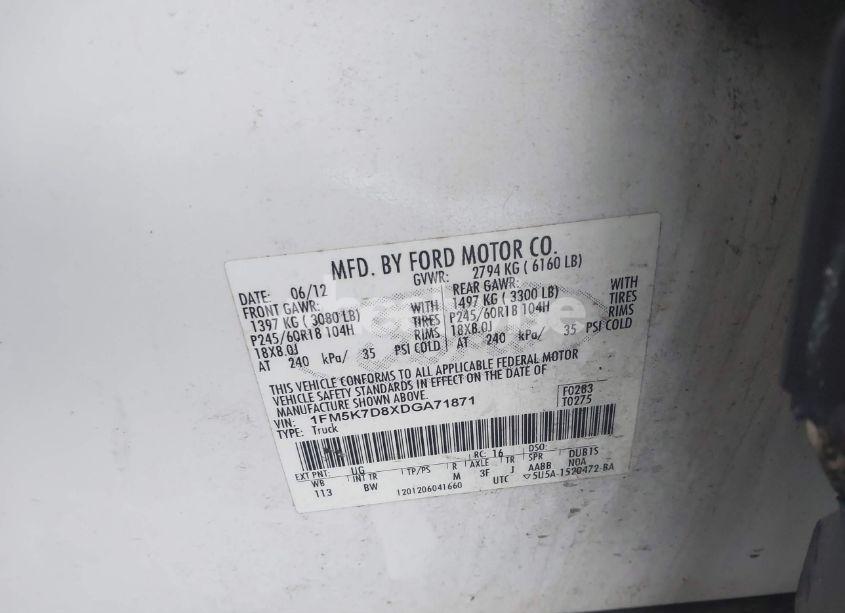 MFD. BY FORD MOTOR CO.
DATE: 06/12 GVWR: 2794 KG ( 6160 LB)
FRONT GAWR: REAR GAWR:
1397 KG ( 3080 LB) WITH 1497 KG ( 3300 LB) WITH
P245/60R18 104H TIRES P245/60R18 104H TIRES
18X8.0J RIMS 18X8.0J RIMS
AT 240 kPa/ 35 PSI COLD AT 240 kPa/ 35 PSI COLD
THIS VEHICLE CONFORMS TO ALL APPLICABLE FEDERAL MOTOR
VEHICLE SAFETY STANDARDS IN EFFECT ON THE DATE OF
MANUFACTURE SHOWN ABOVE.
VIN: 1FM5K7D8XDGA71871
TYPE: Truck
F0283
T0275
EXT PNT: UG RC: 16 DSO:
WB INT TR TP/PS R AXLE TR SPR DUB1S
113 BW M 3F J AABB N0A
1201206041660 UTC 5U5A-1520472-BA